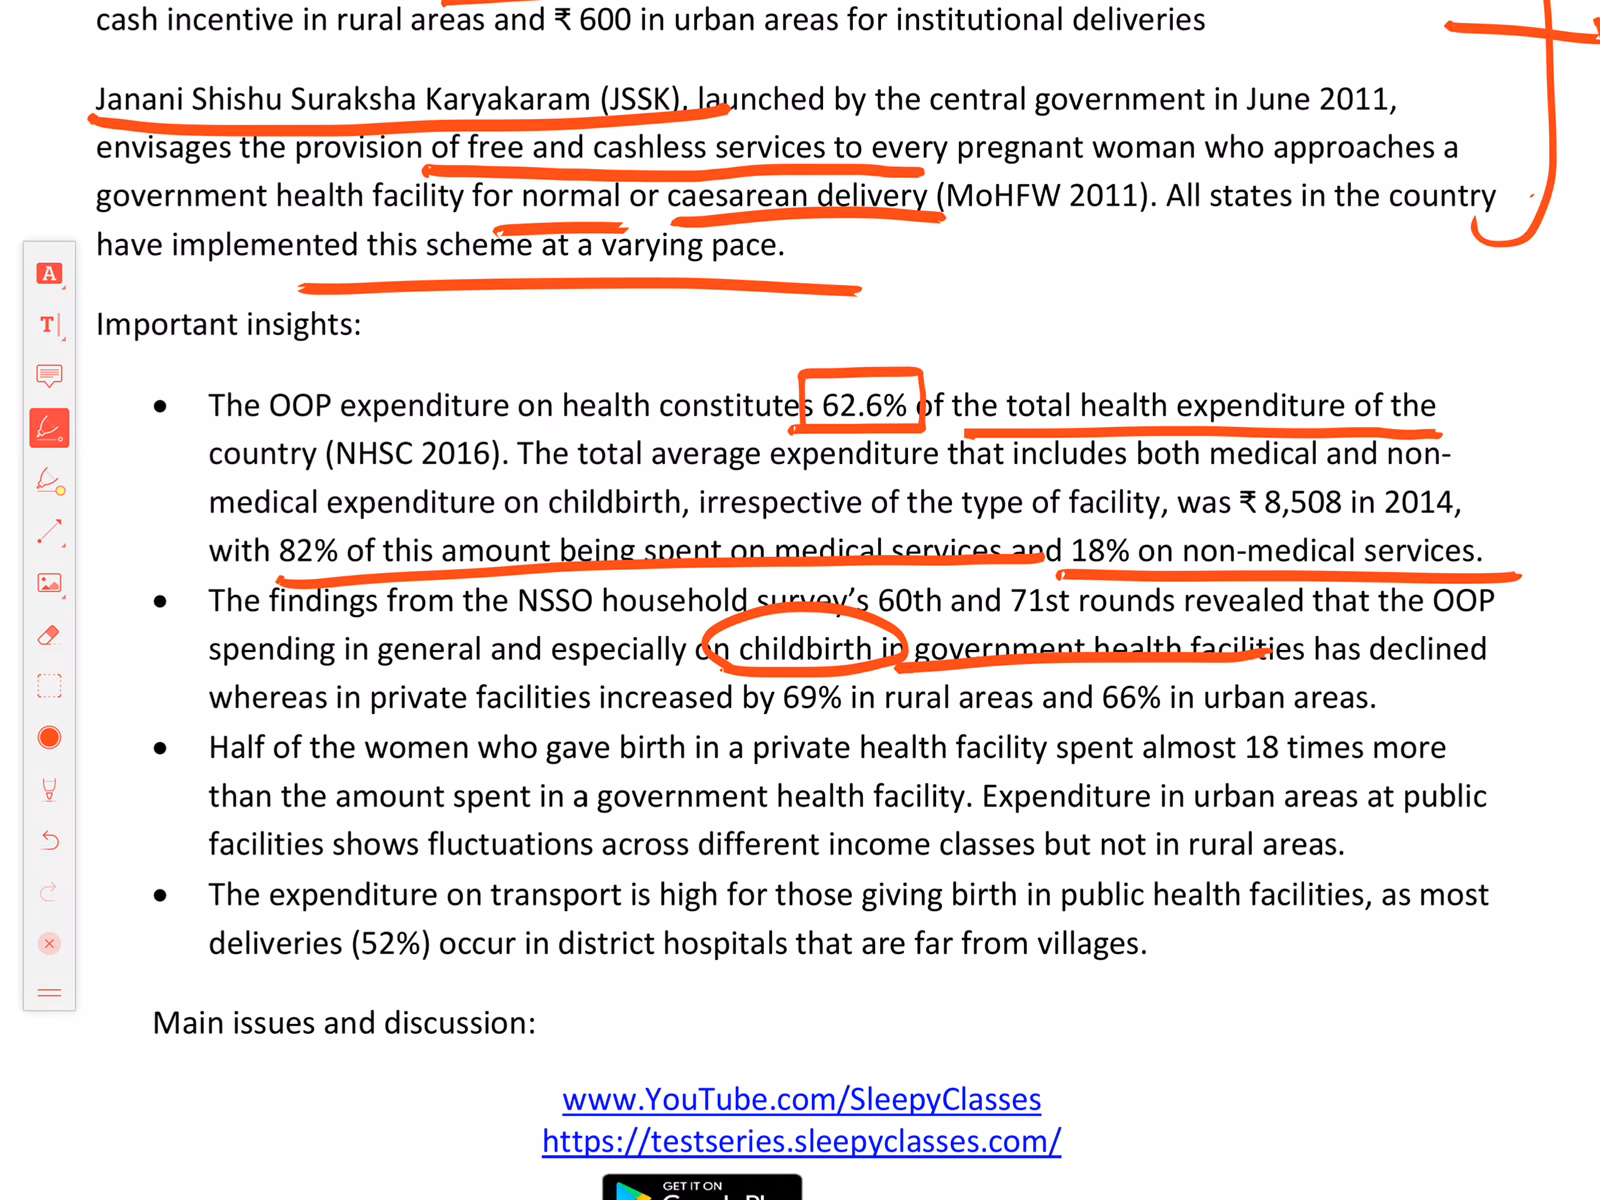 cash incentive in rural areas and ₹ 600 in urban areas for institutional deliveries
Janani Shishu Suraksha Karyakaram (JSSK), launched by the central government in June 2011,
envisages the provision of free and cashless services to every pregnant woman who approaches a
government health facility for normal or caesarean delivery (MoHFW 2011). All states in the country
have implemented this scheme at a varying pace.
Important insights:
• The OOP expenditure on health constitutes 62.6% of the total health expenditure of the
country (NHSC 2016). The total average expenditure that includes both medical and non-
medical expenditure on childbirth, irrespective of the type of facility, was ₹ 8,508 in 2014,
with 82% of this amount being spent on medical services and 18% on non-medical services.
• The findings from the NSSO household survey’s 60th and 71st rounds revealed that the OOP
spending in general and especially on childbirth in government health facilities has declined
whereas in private facilities increased by 69% in rural areas and 66% in urban areas.
• Half of the women who gave birth in a private health facility spent almost 18 times more
than the amount spent in a government health facility. Expenditure in urban areas at public
facilities shows fluctuations across different income classes but not in rural areas.
• The expenditure on transport is high for those giving birth in public health facilities, as most
deliveries (52%) occur in district hospitals that are far from villages.
Main issues and discussion:
www.YouTube.com/SleepyClasses
https://testseries.sleepyclasses.com/
GET IT ON